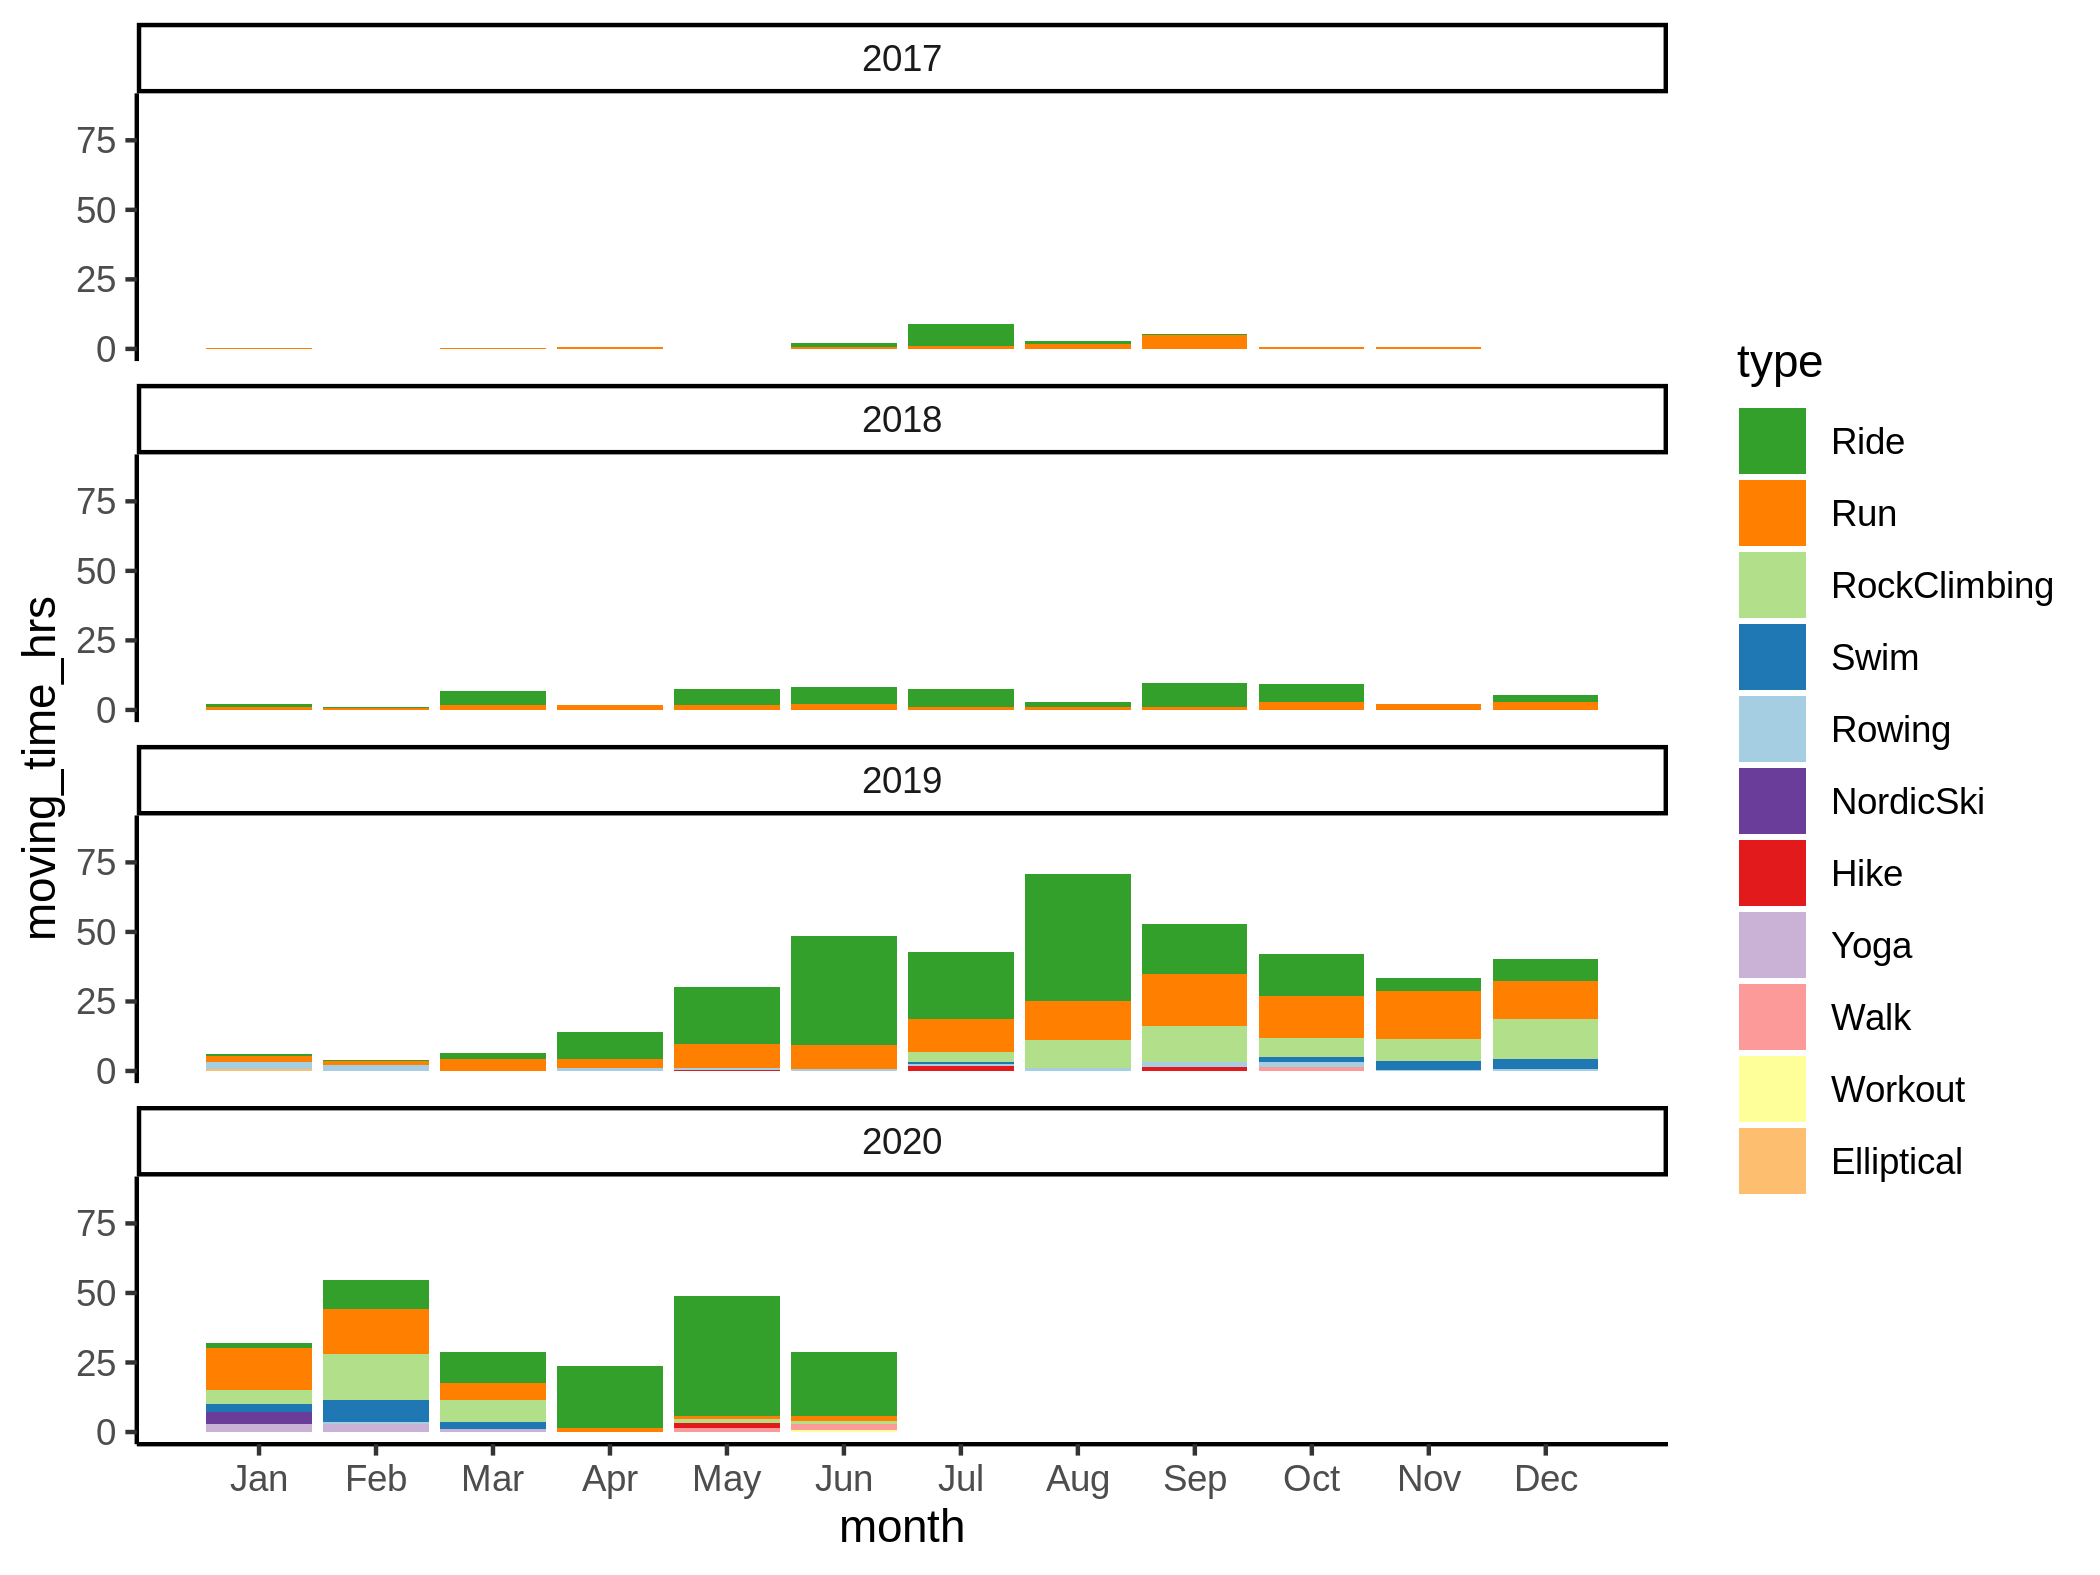 2017
75
50
25
0
2018
75
50
25
0
2019
75
50
25
0
2020
75
50
25
0
Jan Feb Mar Apr May Jun Jul Aug Sep Oct Nov Dec
month
moving_time_hrs
type
Ride
Run
RockClimbing
Swim
Rowing
NordicSki
Hike
Yoga
Walk
Workout
Elliptical